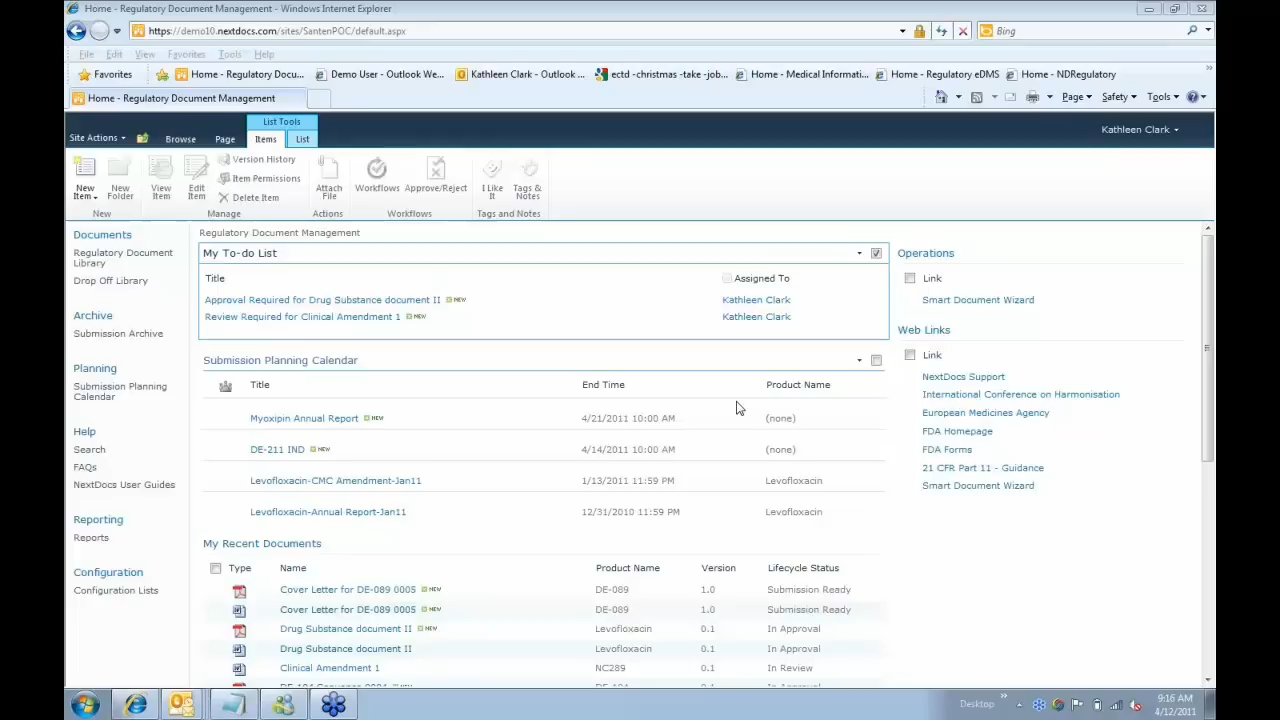 Home - Regulatory Document Management - Windows Internet Explorer
https://demo10.nextdocs.com/sites/SantenPOC/default.aspx
Bing
File Edit View Favorites Tools Help
Favorites Home - Regulatory Docu... Demo User - Outlook We... Kathleen Clark - Outlook ... ectd -christmas -take -job... Home - Medical Informati... Home - Regulatory eDMS Home - NDRegulatory
Home - Regulatory Document Management
Page Safety Tools
List Tools
Site Actions Browse Page Items List
Kathleen Clark
New Item
New Folder
View Item
Edit Item
Version History
Item Permissions
Delete Item
Attach File
Workflows
Approve/Reject
I Like It
Tags & Notes
New Manage Actions Workflows Tags and Notes
Documents
Regulatory Document Library
Drop Off Library
Archive
Submission Archive
Planning
Submission Planning Calendar
Help
Search
FAQs
NextDocs User Guides
Reporting
Reports
Configuration
Configuration Lists
Regulatory Document Management
My To-do List
Title Assigned To
Approval Required for Drug Substance document II NEW Kathleen Clark
Review Required for Clinical Amendment 1 NEW Kathleen Clark
Submission Planning Calendar
Title End Time Product Name
Myoxipin Annual Report NEW 4/21/2011 10:00 AM (none)
DE-211 IND NEW 4/14/2011 10:00 AM (none)
Levofloxacin-CMC Amendment-Jan11 1/13/2011 11:59 PM Levofloxacin
Levofloxacin-Annual Report-Jan11 12/31/2010 11:59 PM Levofloxacin
My Recent Documents
Type Name Product Name Version Lifecycle Status
Cover Letter for DE-089 0005 NEW DE-089 1.0 Submission Ready
Cover Letter for DE-089 0005 NEW DE-089 1.0 Submission Ready
Drug Substance document II NEW Levofloxacin 0.1 In Approval
Drug Substance document II Levofloxacin 0.1 In Approval
Clinical Amendment 1 NC289 0.1 In Review
Operations
Link
Smart Document Wizard
Web Links
Link
NextDocs Support
International Conference on Harmonisation
European Medicines Agency
FDA Homepage
FDA Forms
21 CFR Part 11 - Guidance
Smart Document Wizard
Desktop
9:16 AM
4/12/2011